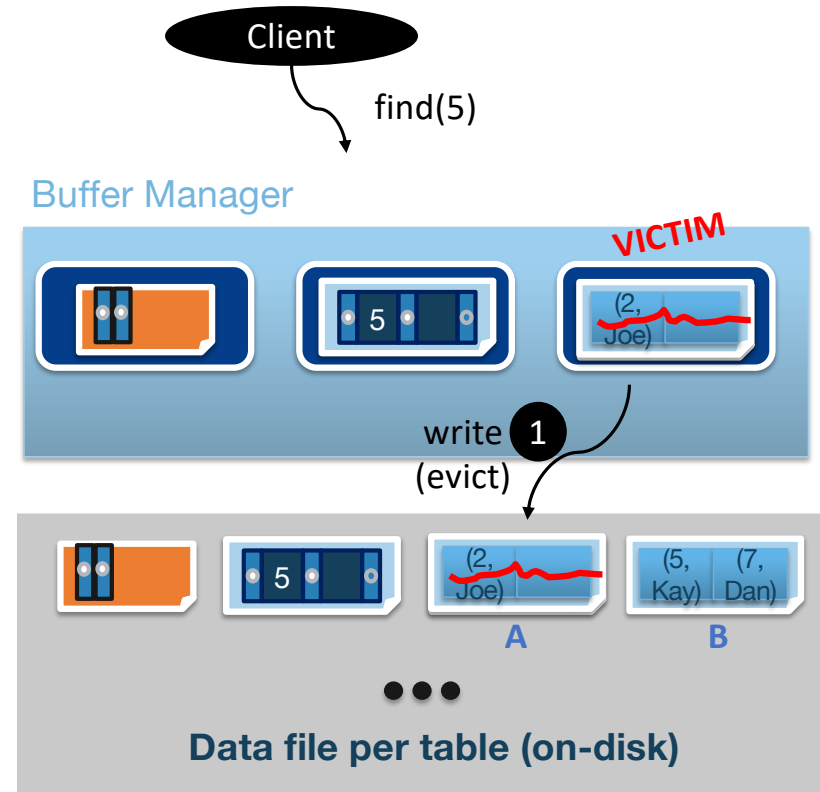 Client
find(5)
Buffer Manager
VICTIM
5
(2,
Joe)
write 1
(evict)
5
(2,
Joe)
(5,
Kay)
(7,
Dan)
A
B
•••
Data file per table (on-disk)